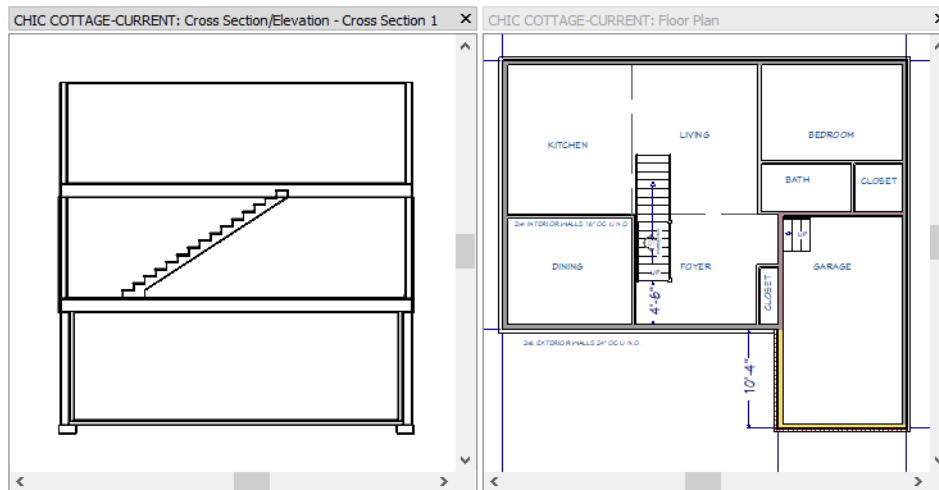 CHIC COTTAGE-CURRENT: Cross Section/Elevation - Cross Section 1
CHIC COTTAGE-CURRENT: Floor Plan
KITCHEN
LIVING
BEDROOM
BATH
CLOSET
2x4 INTERIOR WALLS 16" OC U.N.O.
UP
DINING
UP
FOYER
GARAGE
CLOSET
4'-6"
2x6 EXTERIOR WALLS 24" OC U.N.O.
10'-4"